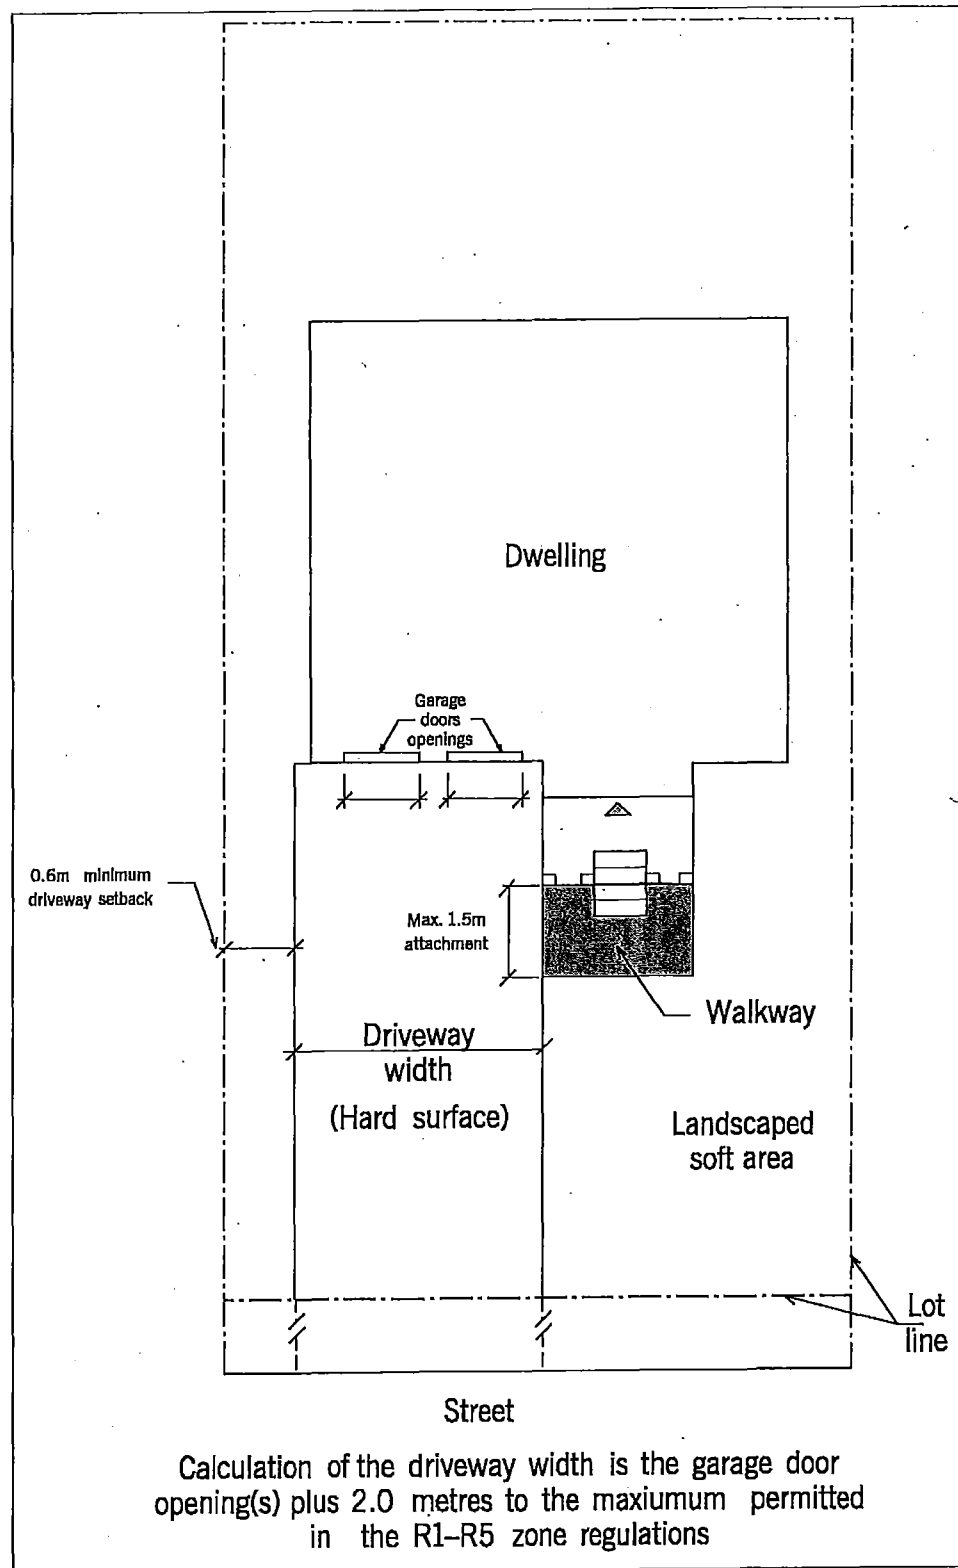 Dwelling
Garage
doors
openings
0.6m minimum
driveway setback
Max. 1.5m
attachment
Walkway
Driveway
width
(Hard surface)
Landscaped
soft area
Lot
line
Street
Calculation of the driveway width is the garage door
opening(s) plus 2.0 metres to the maxiumum permitted
in the R1–R5 zone regulations